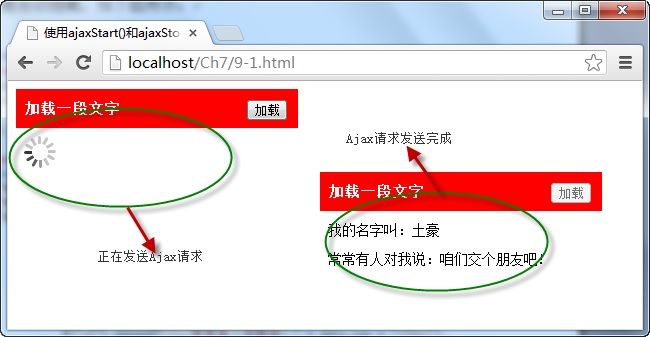 使用ajaxStart()和ajaxSto
localhost/Ch7/9-1.html
加载一段文字
加载
正在发送Ajax请求
Ajax请求发送完成
加载一段文字
加载
我的名字叫：土豪
常常有人对我说：咱们交个朋友吧！